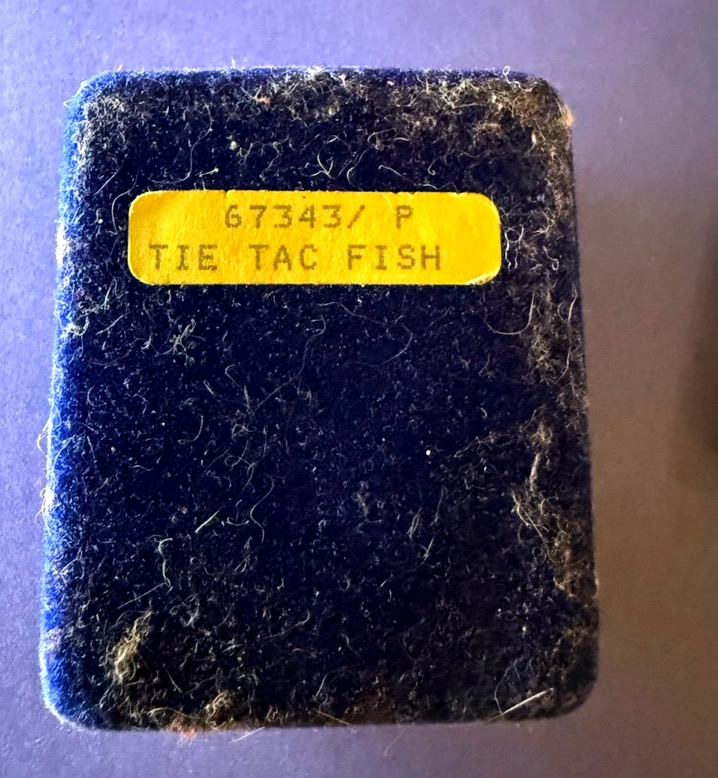 67343/ P
TIE TAC FISH